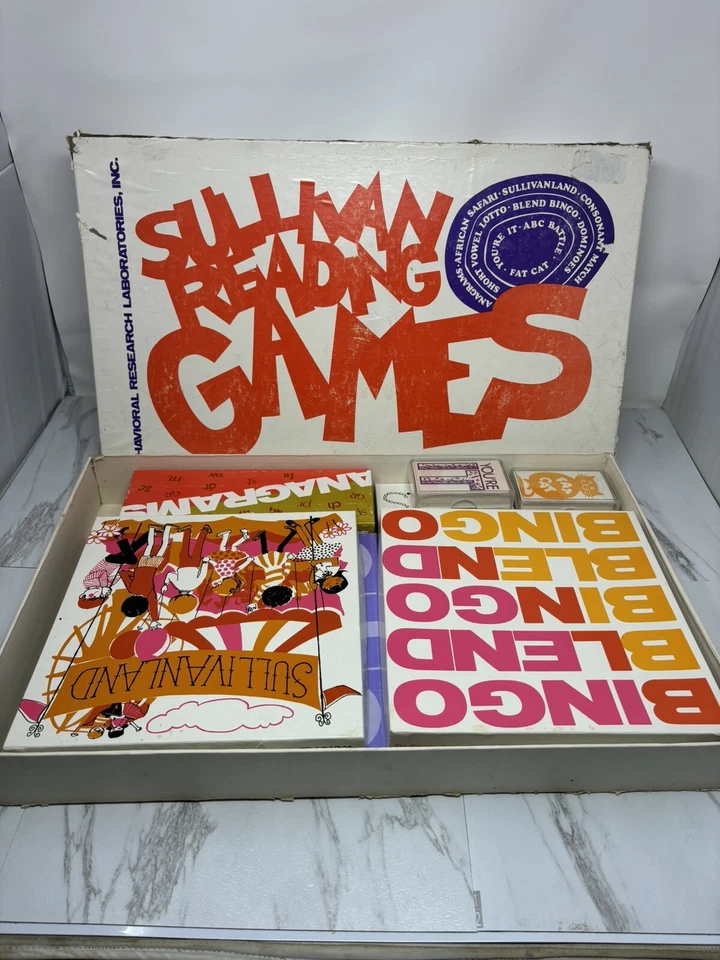 HAVIORAL RESEARCH LABORATORIES, INC.
SULLIVAN
READING
GAMES
ANAGRAMS · AFRICAN SAFARI · SULLIVANLAND · CONSONANT MATCH
SHORT VOWEL LOTTO · BLEND BINGO · DOMINOES
YOU'RE IT · ABC BATTLE · FAT CAT
ANAGRAMS
YOU'RE
SULLIVANLAND
BINGO
BLEND
BINGO
BLEND
BINGO